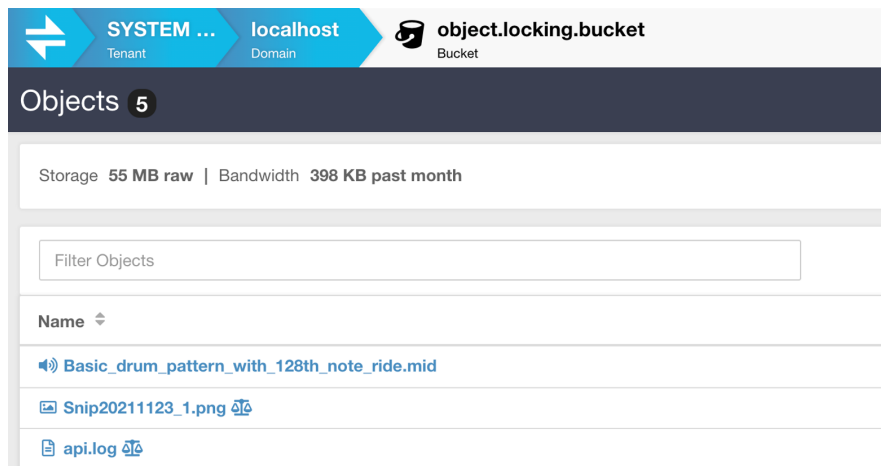 SYSTEM ...
Tenant
localhost
Domain
object.locking.bucket
Bucket
Objects 5
Storage 55 MB raw | Bandwidth 398 KB past month
Filter Objects
Name
Basic_drum_pattern_with_128th_note_ride.mid
Snip20211123_1.png
api.log